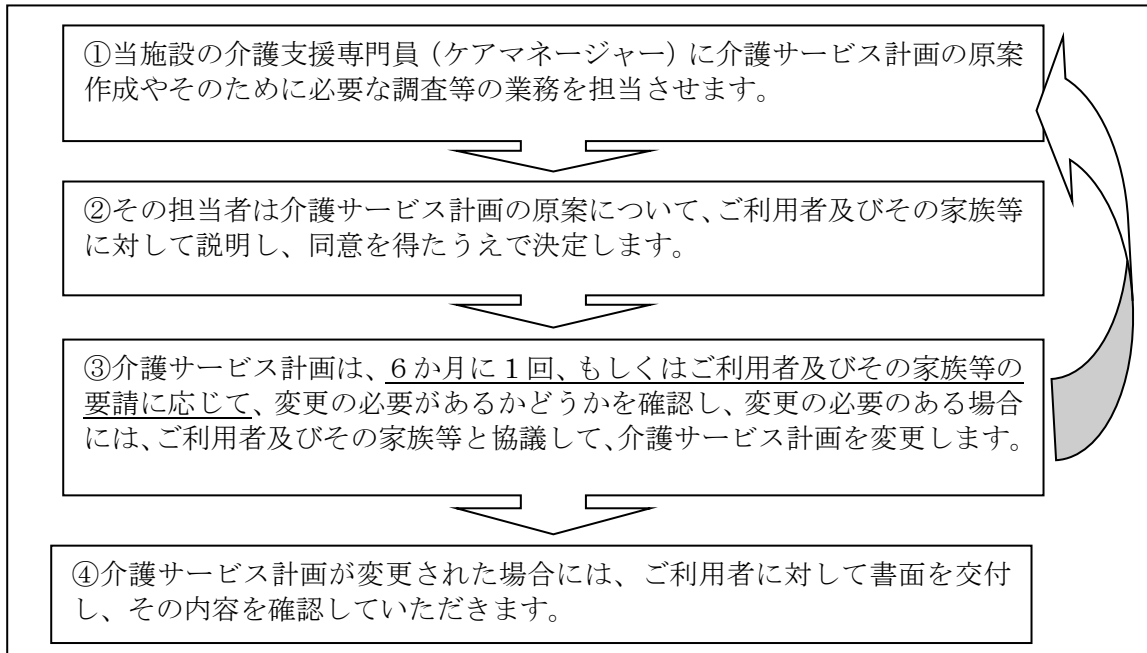 ①当施設の介護支援専門員（ケアマネージャー）に介護サービス計画の原案
作成やそのために必要な調査等の業務を担当させます。
②その担当者は介護サービス計画の原案について、ご利用者及びその家族等
に対して説明し、同意を得たうえで決定します。
③介護サービス計画は、６か月に１回、もしくはご利用者及びその家族等の
要請に応じて、変更の必要があるかどうかを確認し、変更の必要のある場合
には、ご利用者及びその家族等と協議して、介護サービス計画を変更します。
④介護サービス計画が変更された場合には、ご利用者に対して書面を交付
し、その内容を確認していただきます。